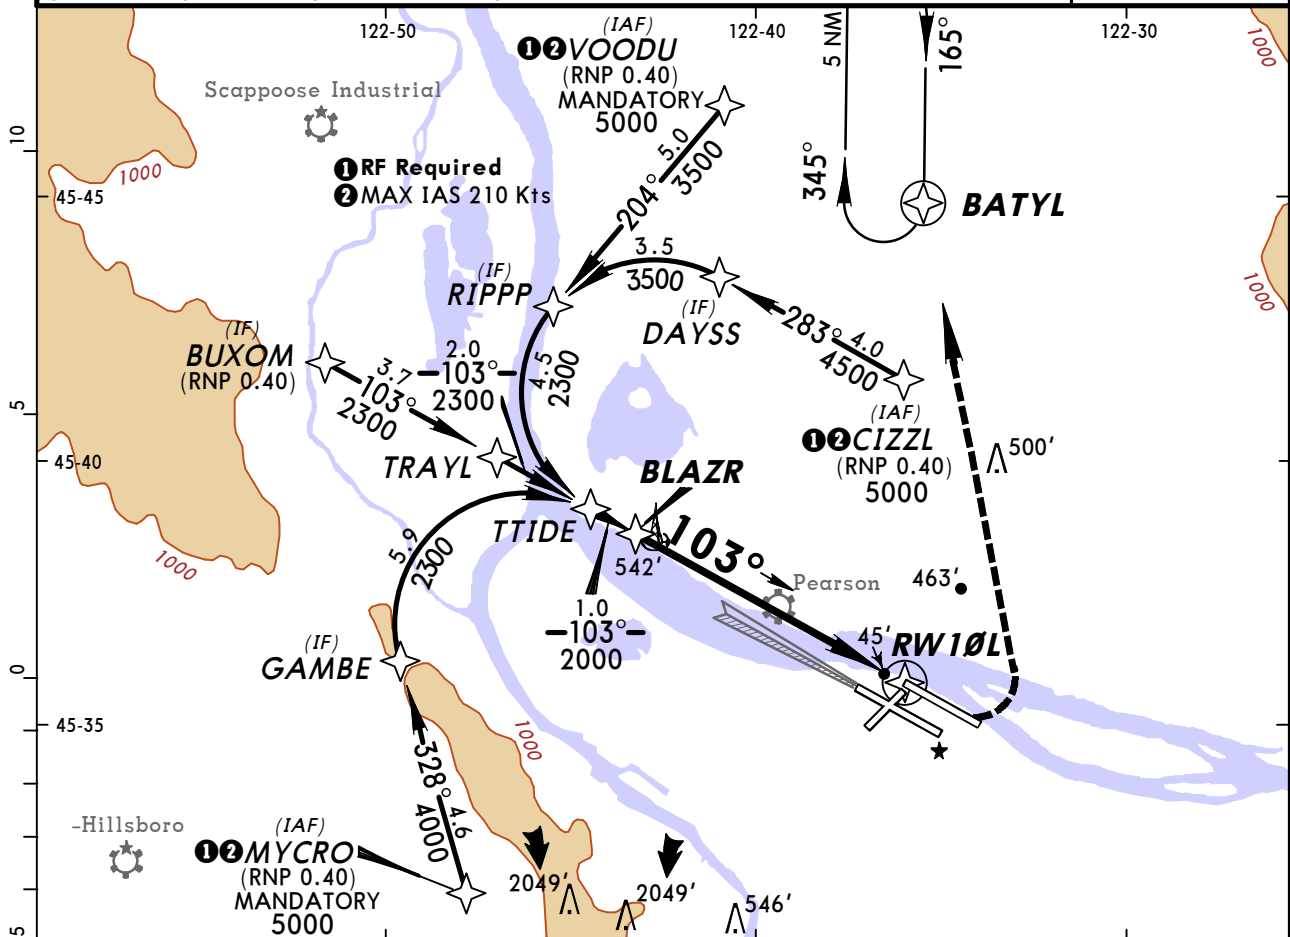 122-50
122-40
122-30
(IAF)
❶❷VOODU
(RNP 0.40)
MANDATORY
5000
5 NM
165°
1000
Scappoose Industrial
10
1000
❶RF Required
❷MAX IAS 210 Kts
45-45
5.0
204°
3500
345°
BATYL
3.5
3500
(IF)
RIPPP
(IF)
DAYSS
283°
4.0
4500
1000
(IF)
BUXOM
(RNP 0.40)
3.7
103°
2300
2.0
103°
2300
4.5
2300
5
(IAF)
❶❷CIZZL
(RNP 0.40)
5000
500'
45-40
TRAYL
BLAZR
TTIDE
542'
103°
5.9
2300
1000
Pearson
463'
1.0
103°
2000
45'
RW10L
(IF)
GAMBE
0
45-35
1000
328°
4.6
4000
-Hillsboro
(IAF)
❶❷MYCRO
(RNP 0.40)
MANDATORY
5000
2049'
2049'
546'
5